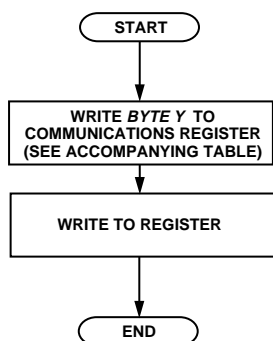 START
WRITE BYTE Y TO
COMMUNICATIONS REGISTER
(SEE ACCOMPANYING TABLE)
WRITE TO REGISTER
END